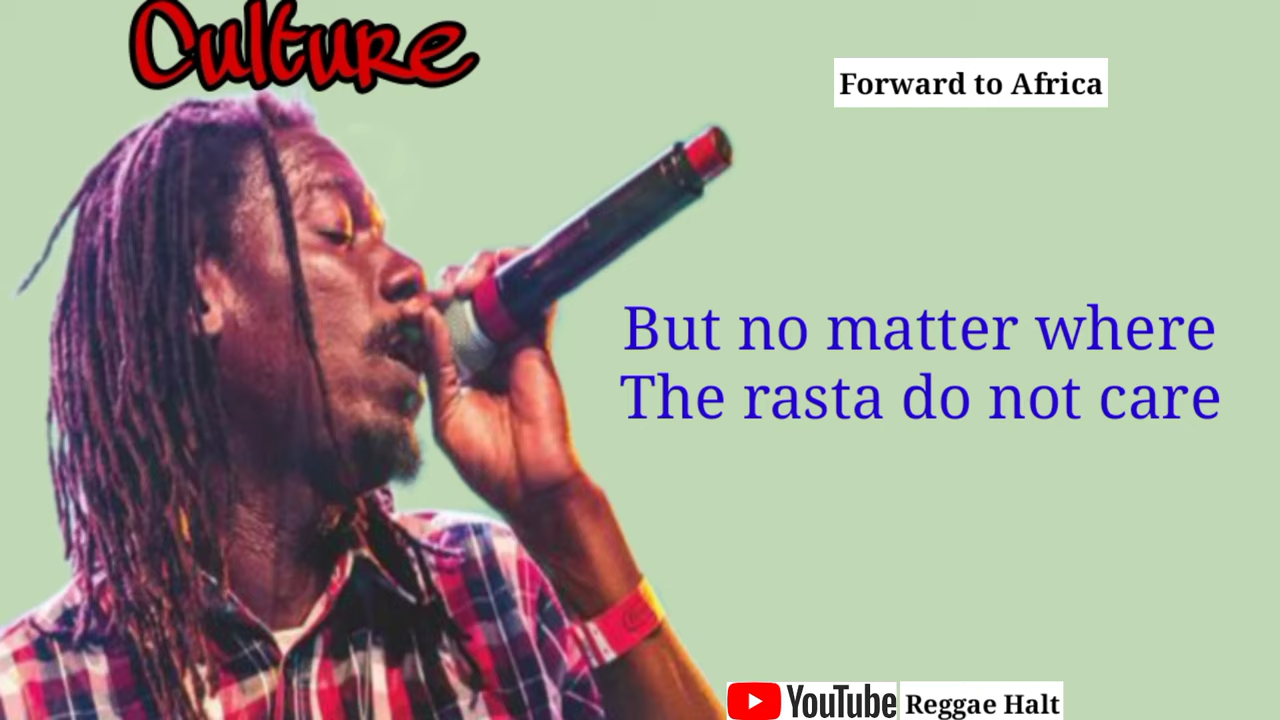 Culture
Forward to Africa
But no matter where
The rasta do not care
YouTube Reggae Halt